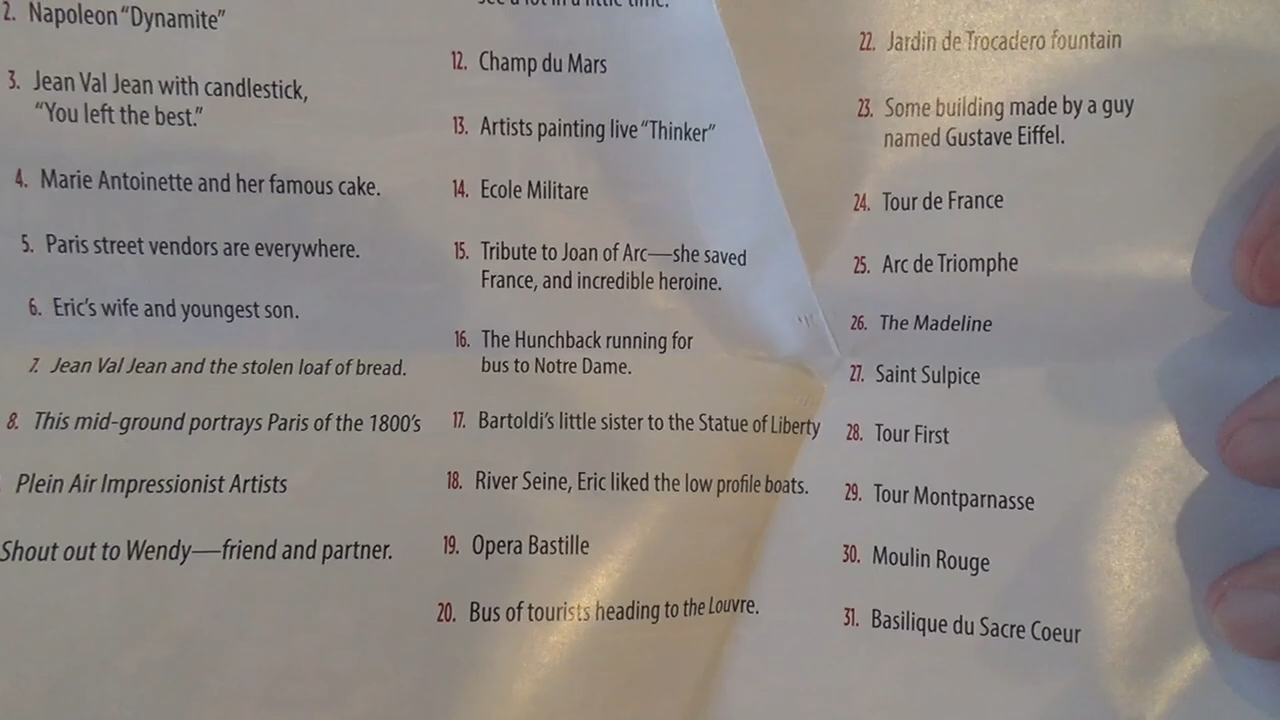 2. Napoleon “Dynamite”
3. Jean Val Jean with candlestick,
“You left the best.”
4. Marie Antoinette and her famous cake.
5. Paris street vendors are everywhere.
6. Eric’s wife and youngest son.
7. Jean Val Jean and the stolen loaf of bread.
8. This mid-ground portrays Paris of the 1800’s
Plein Air Impressionist Artists
Shout out to Wendy—friend and partner.
see a lot in a little time.
12. Champ du Mars
13. Artists painting live “Thinker”
14. Ecole Militare
15. Tribute to Joan of Arc—she saved
France, and incredible heroine.
16. The Hunchback running for
bus to Notre Dame.
17. Bartoldi’s little sister to the Statue of Liberty
18. River Seine, Eric liked the low profile boats.
19. Opera Bastille
20. Bus of tourists heading to the Louvre.
22. Jardin de Trocadero fountain
23. Some building made by a guy
named Gustave Eiffel.
24. Tour de France
25. Arc de Triomphe
26. The Madeline
27. Saint Sulpice
28. Tour First
29. Tour Montparnasse
30. Moulin Rouge
31. Basilique du Sacre Coeur